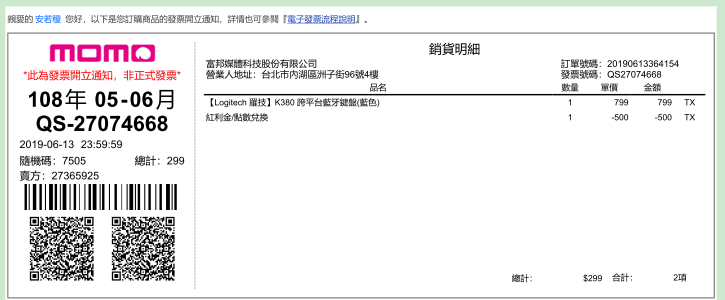 親愛的 安若櫻 您好，以下是您訂購商品的發票開立通知，詳情也可參閱『電子發票流程說明』。
momo
*此為發票開立通知，非正式發票*
108年 05-06月
QS-27074668
2019-06-13 23:59:59
隨機碼：7505 總計：299
賣方：27365925
銷貨明細
富邦媒體科技股份有限公司 訂單號碼：20190613364154
營業人地址：台北市內湖區洲子街96號4樓 發票號碼：QS27074668
品名 數量 單價 金額
【Logitech 羅技】K380 跨平台藍牙鍵盤(藍色) 1 799 799 TX
紅利金/點數兌換 1 -500 -500 TX
總計： $299 合計： 2項